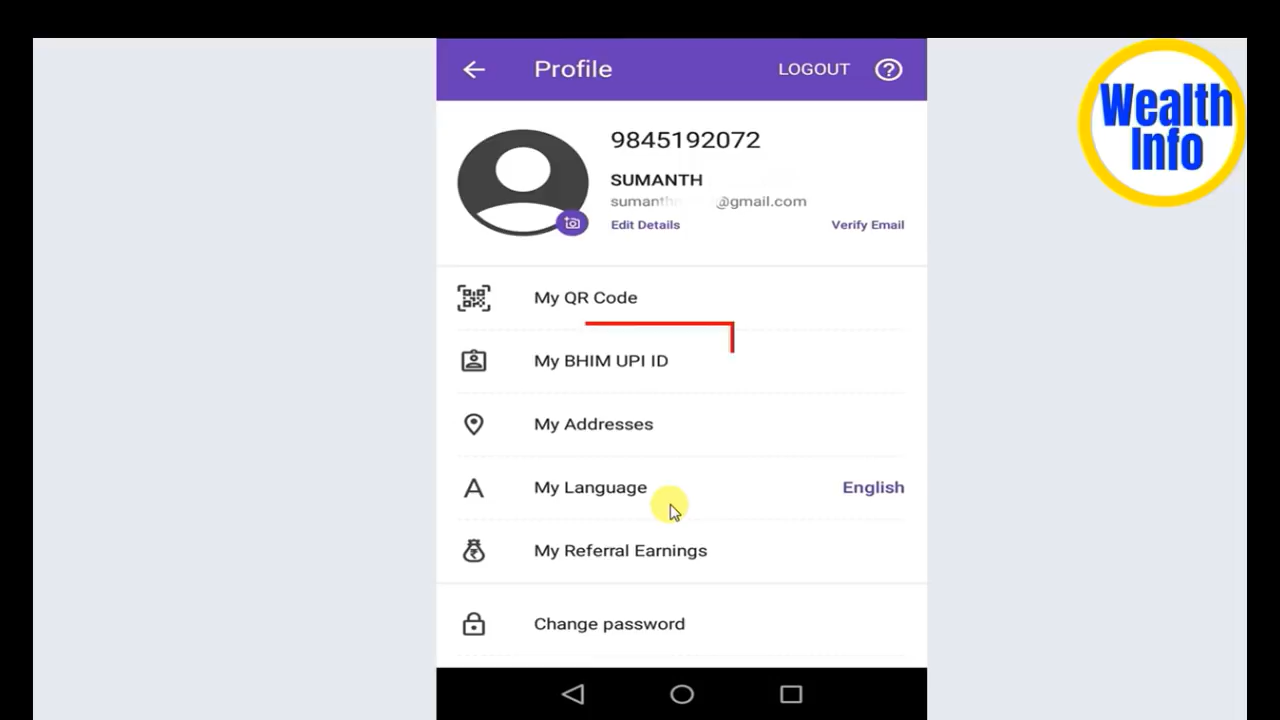 Profile
LOGOUT
Wealth
Info
9845192072
SUMANTH
@gmail.com
Edit Details
Verify Email
My QR Code
My BHIM UPI ID
My Addresses
My Language
English
My Referral Earnings
Change password